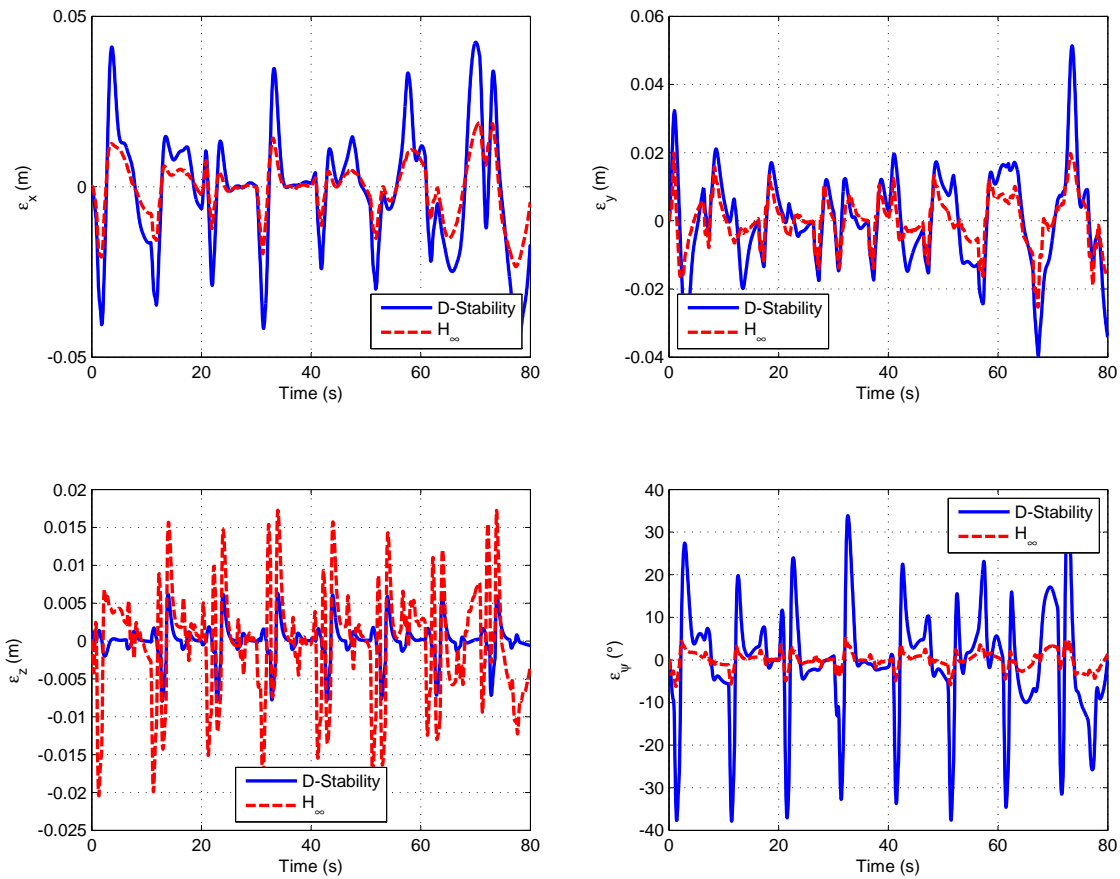 0.05
0
-0.05
ε_x (m)
0 20 40 60 80
Time (s)
D-Stability
H_∞
0.06
0.04
0.02
0
-0.02
-0.04
ε_y (m)
0 20 40 60 80
Time (s)
D-Stability
H_∞
0.02
0.015
0.01
0.005
0
-0.005
-0.01
-0.015
-0.02
-0.025
ε_z (m)
0 20 40 60 80
Time (s)
D-Stability
H_∞
40
30
20
10
0
-10
-20
-30
-40
ε_ψ (°)
0 20 40 60 80
Time (s)
D-Stability
H_∞